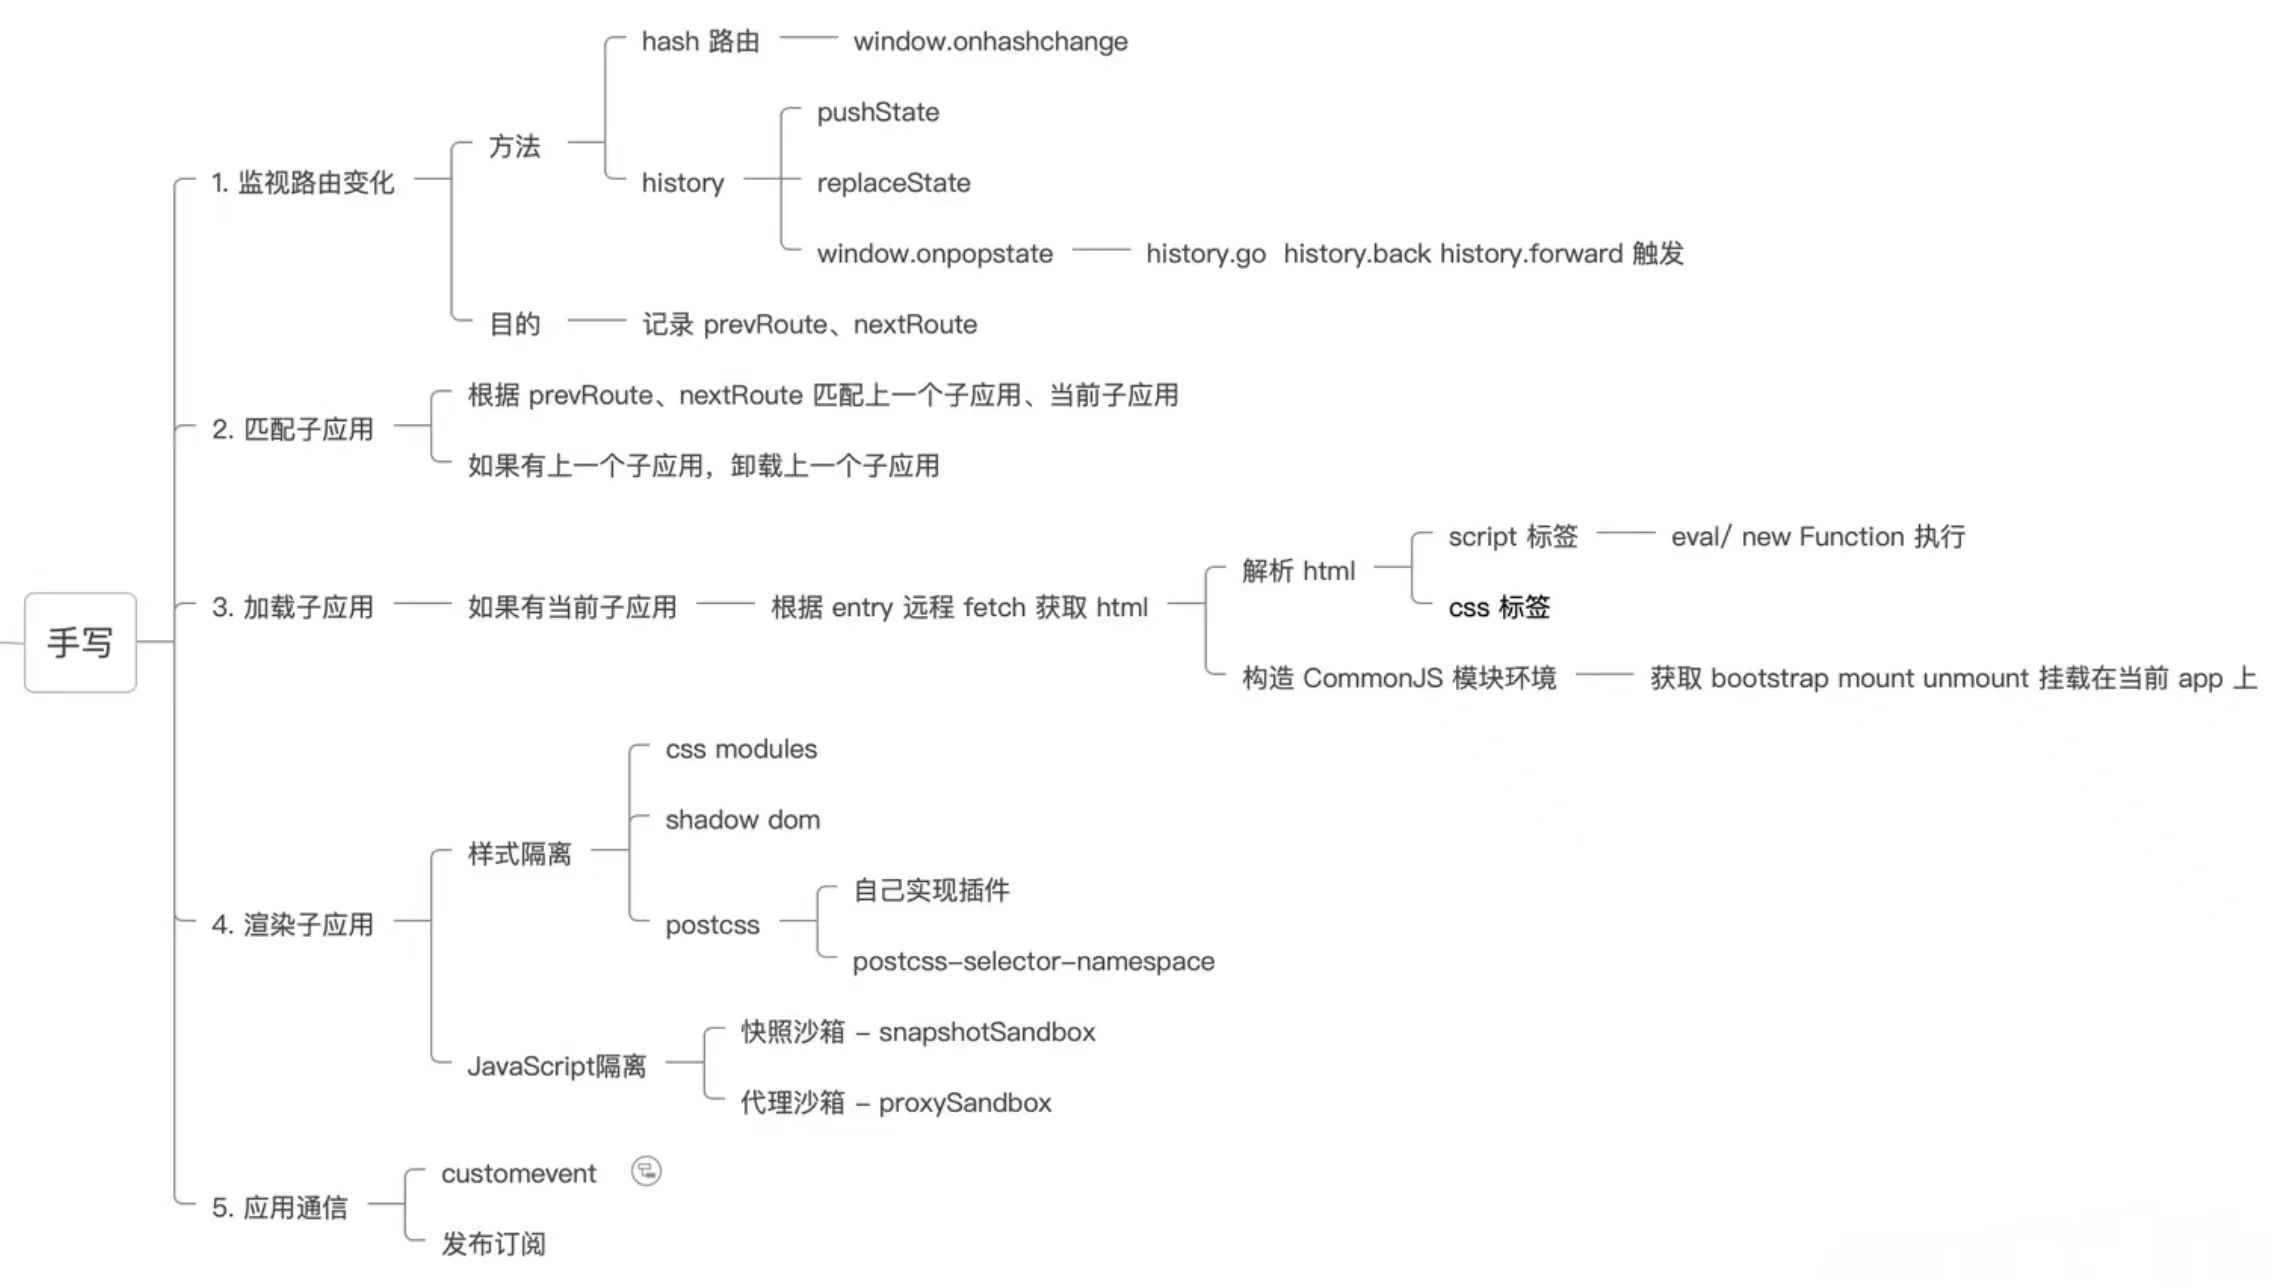 手写
1. 监视路由变化
方法
hash 路由
window.onhashchange
history
pushState
replaceState
window.onpopstate
history.go  history.back history.forward 触发
目的
记录 prevRoute、nextRoute
2. 匹配子应用
根据 prevRoute、nextRoute 匹配上一个子应用、当前子应用
如果有上一个子应用，卸载上一个子应用
3. 加载子应用
如果有当前子应用
根据 entry 远程 fetch 获取 html
解析 html
script 标签
eval/ new Function 执行
css 标签
构造 CommonJS 模块环境
获取 bootstrap mount unmount 挂载在当前 app 上
4. 渲染子应用
样式隔离
css modules
shadow dom
postcss
自己实现插件
postcss-selector-namespace
JavaScript隔离
快照沙箱 - snapshotSandbox
代理沙箱 - proxySandbox
5. 应用通信
customevent
发布订阅